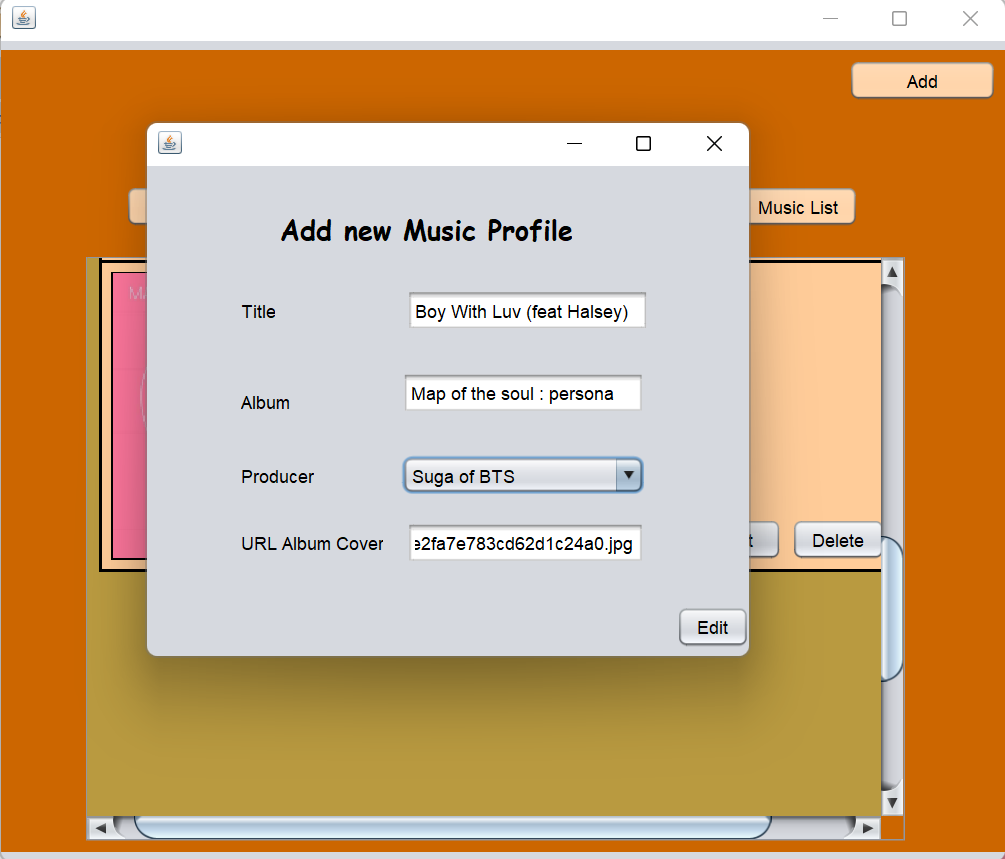 Add
Music List
Add new Music Profile
Title
Boy With Luv (feat Halsey)
Album
Map of the soul : persona
Producer
Suga of BTS
URL Album Cover
e2fa7e783cd62d1c24a0.jpg
Delete
Edit